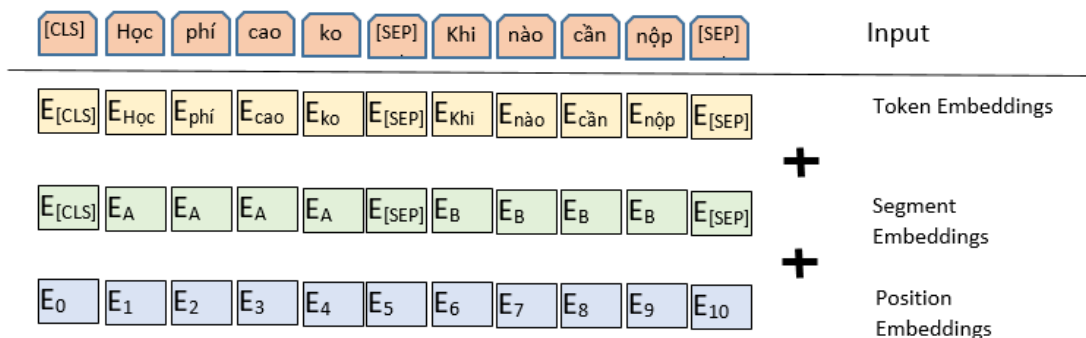 [CLS] Học phí cao ko [SEP] Khi nào cần nộp [SEP] Input
E[CLS] EHọc Ephí Ecao Eko E[SEP] EKhi Enào Ecần Enộp E[SEP] Token Embeddings
+
E[CLS] EA EA EA EA E[SEP] EB EB EB EB E[SEP] Segment
Embeddings
+
E0 E1 E2 E3 E4 E5 E6 E7 E8 E9 E10 Position
Embeddings